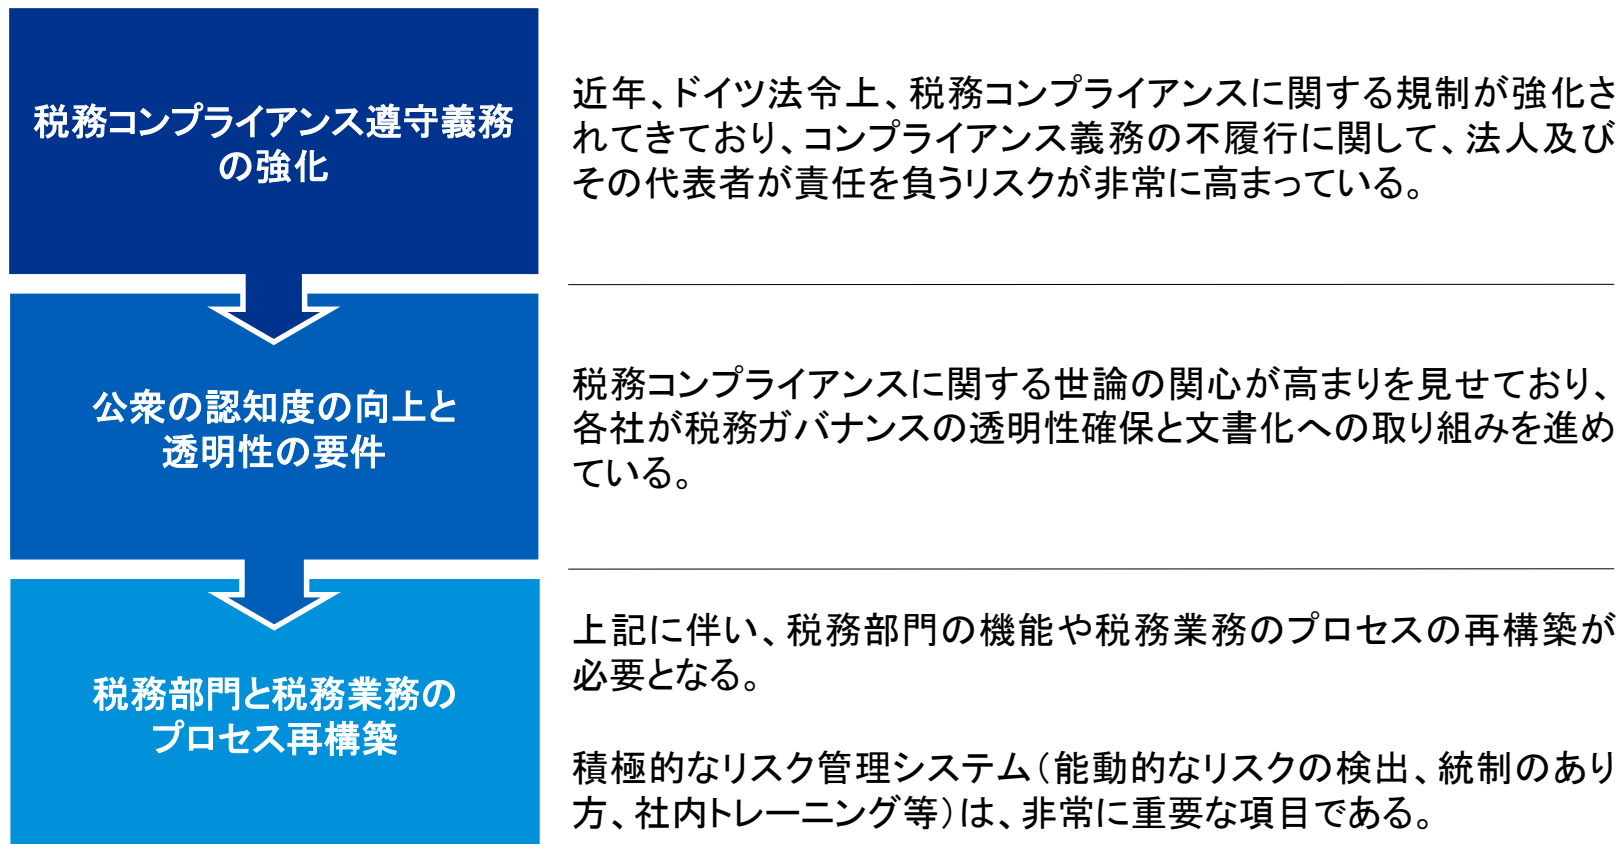 税務コンプライアンス遵守義務
の強化
近年、ドイツ法令上、税務コンプライアンスに関する規制が強化さ
れてきており、コンプライアンス義務の不履行に関して、法人及び
その代表者が責任を負うリスクが非常に高まっている。
公衆の認知度の向上と
透明性の要件
税務コンプライアンスに関する世論の関心が高まりを見せており、
各社が税務ガバナンスの透明性確保と文書化への取り組みを進め
ている。
税務部門と税務業務の
プロセス再構築
上記に伴い、税務部門の機能や税務業務のプロセスの再構築が
必要となる。
積極的なリスク管理システム（能動的なリスクの検出、統制のあり
方、社内トレーニング等）は、非常に重要な項目である。